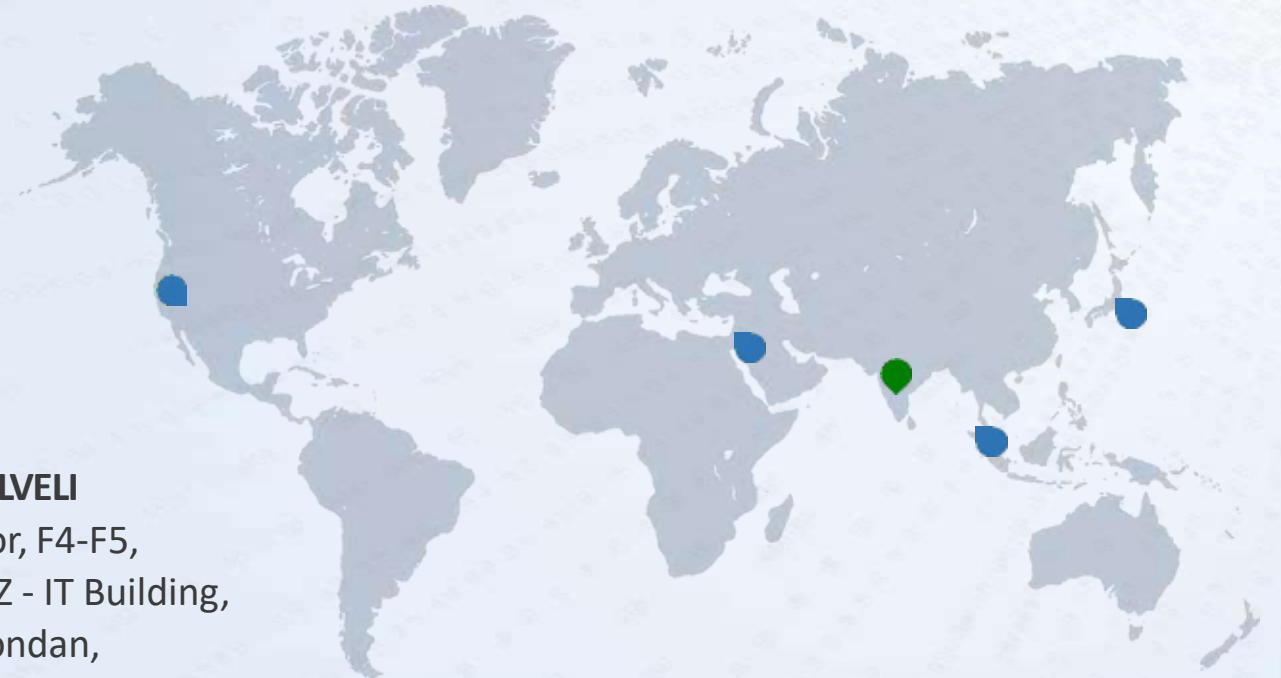 LVELI
or, F4-F5,
Z - IT Building,
ondan,